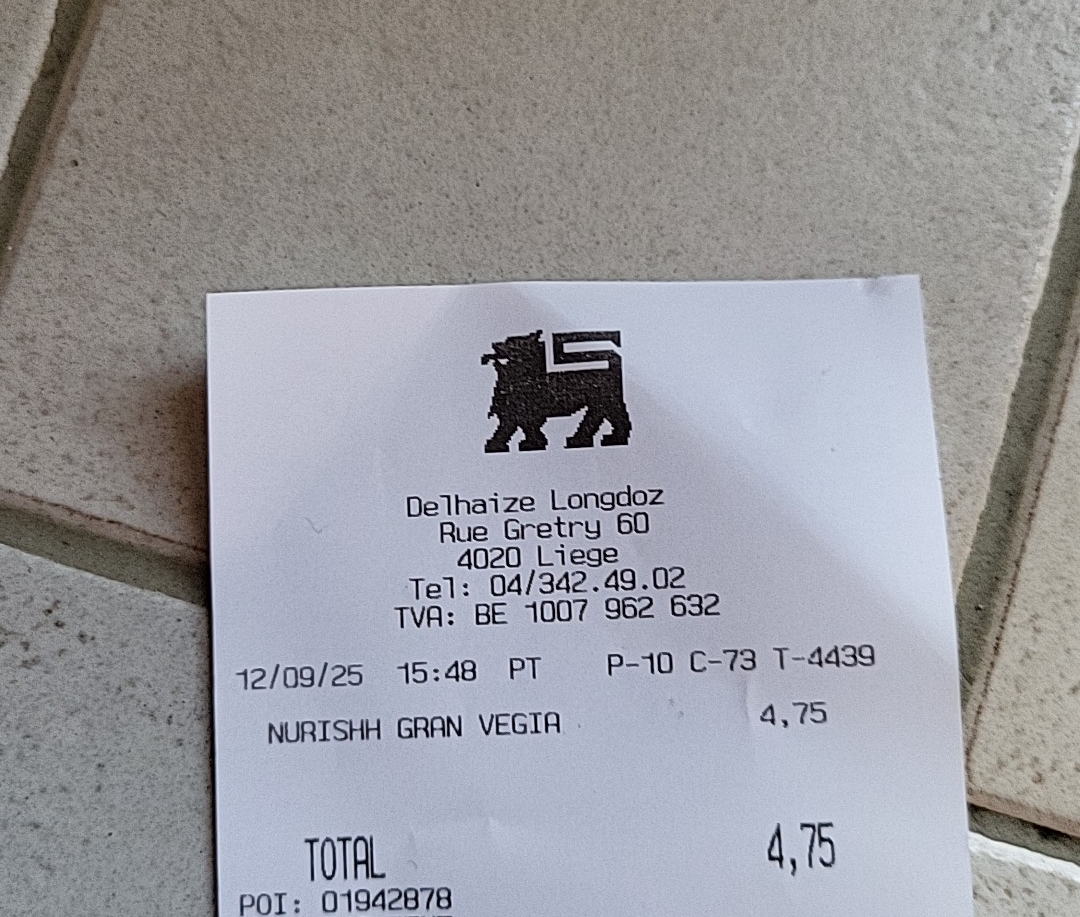 Delhaize Longdoz
Rue Gretry 60
4020 Liege
Tel: 04/342.49.02
TVA: BE 1007 962 632
12/09/25 15:48 PT P-10 C-73 T-4439
NURISHH GRAN VEGIA 4,75
TOTAL 4,75
POI: 01942878